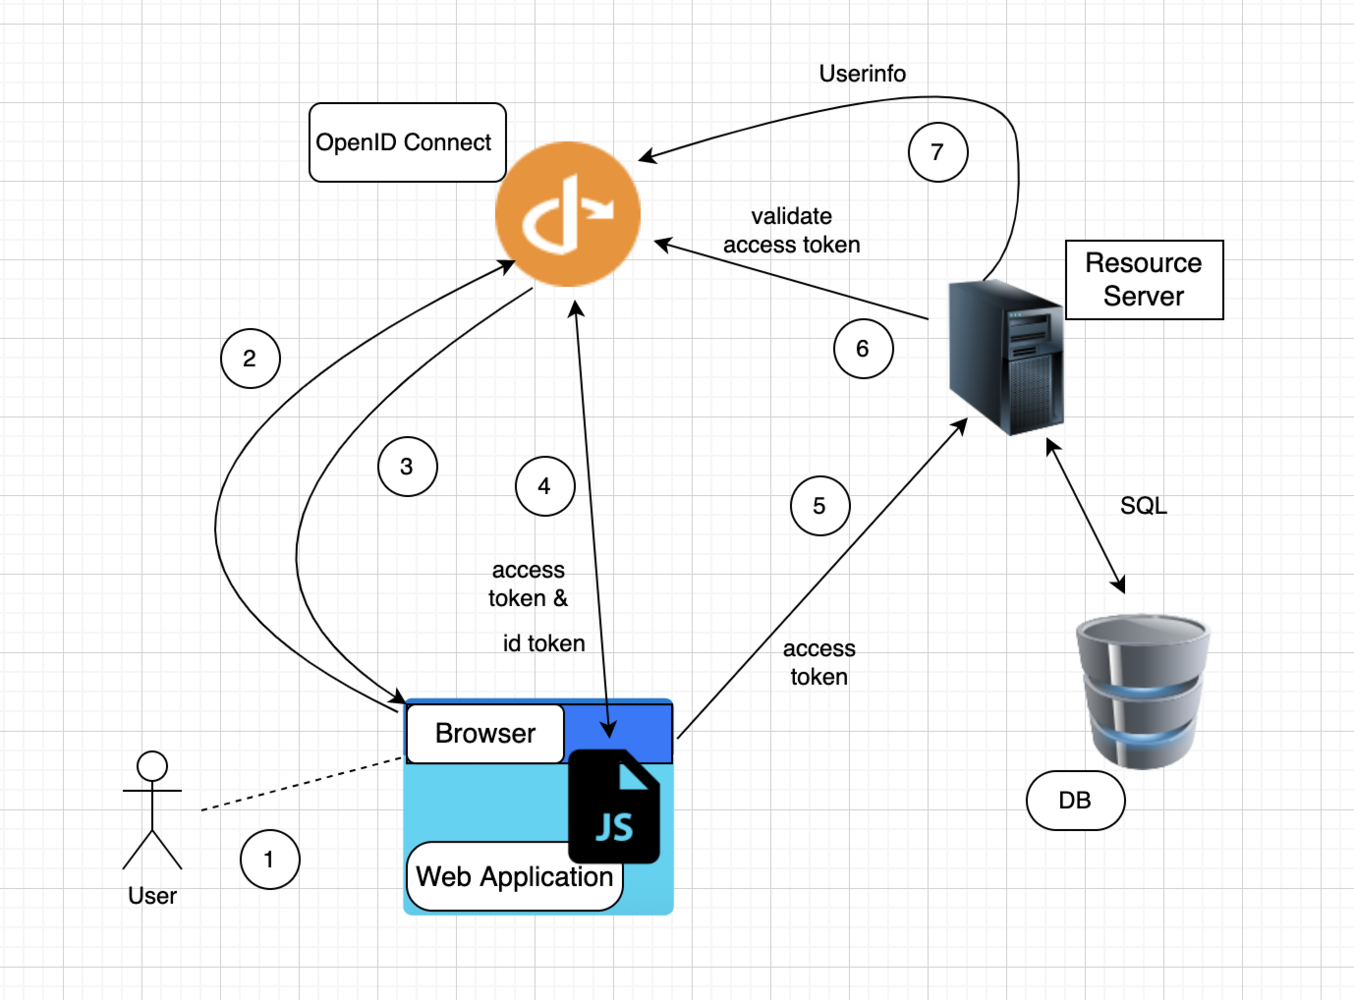 Userinfo
OpenID Connect
7
validate
access token
Resource
Server
2
6
3
4
5
SQL
access
token &
id token
access
token
Browser
JS
DB
1
Web Application
User